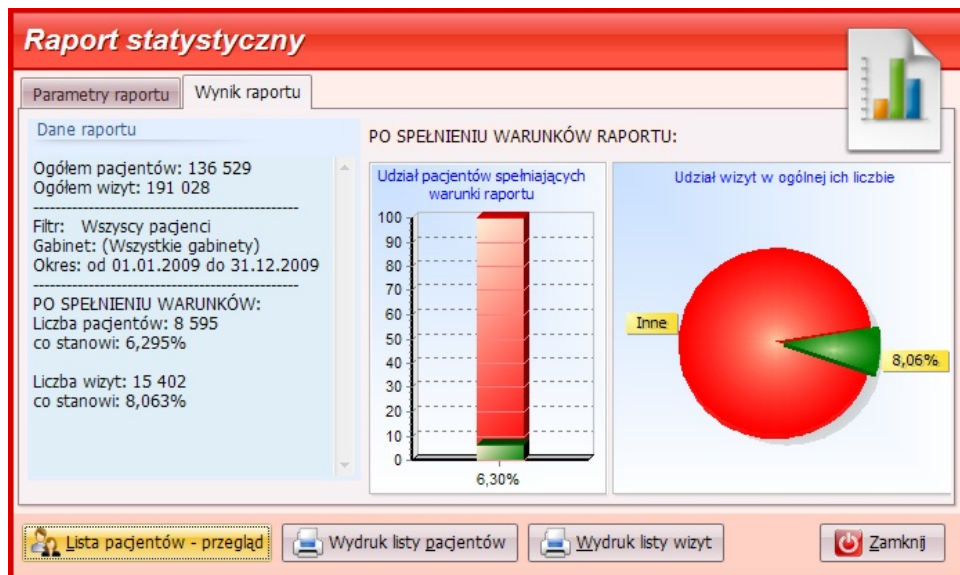 Raport statystyczny
Parametry raportu
Wynik raportu
Dane raportu
Ogółem pacjentów: 136 529
Ogółem wizyt: 191 028
Filtr: Wszyscy pacjenci
Gabinet: (Wszystkie gabinety)
Okres: od 01.01.2009 do 31.12.2009
PO SPEŁNIENIU WARUNKÓW:
Liczba pacjentów: 8 595
co stanowi: 6,295%
Liczba wizyt: 15 402
co stanowi: 8,063%
PO SPEŁNIENIU WARUNKÓW RAPORTU:
Udział pacjentów spełniających
warunki raportu
100
90
80
70
60
50
40
30
20
10
0
6,30%
Udział wizyt w ogólnej ich liczbie
Inne
8,06%
Lista pacjentów - przegląd
Wydruk listy pacjentów
Wydruk listy wizyt
Zamknij